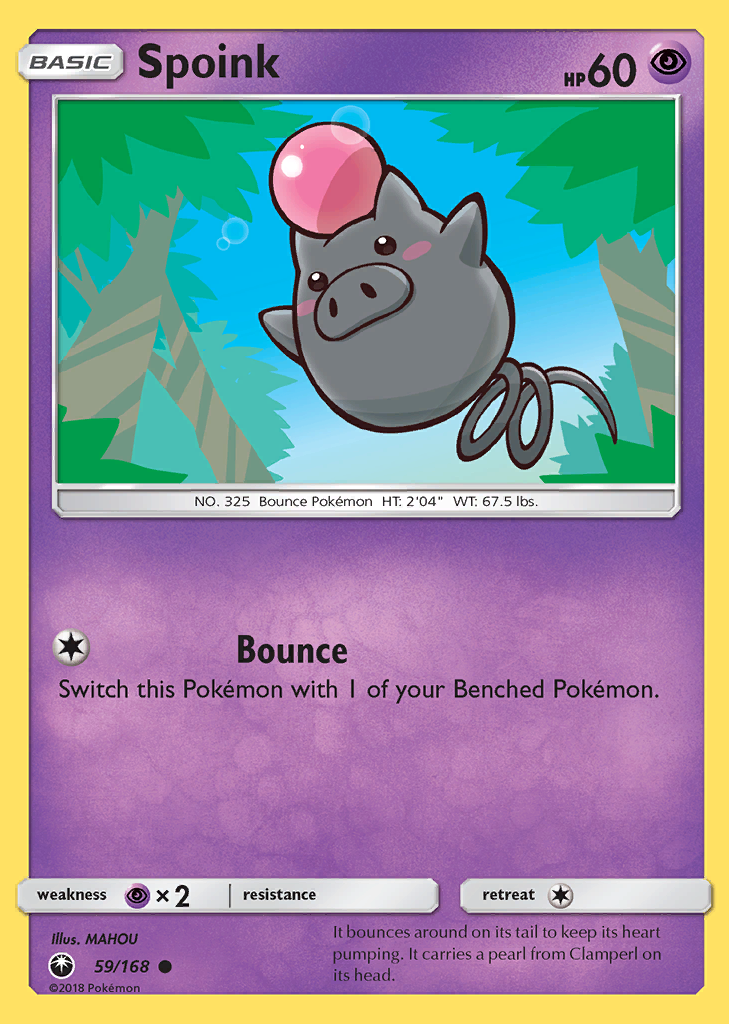 BASIC Spoink HP60
NO. 325 Bounce Pokémon HT: 2'04" WT: 67.5 lbs.
Bounce
Switch this Pokémon with 1 of your Benched Pokémon.
weakness ×2 resistance retreat
Illus. MAHOU
59/168
©2018 Pokémon
It bounces around on its tail to keep its heart
pumping. It carries a pearl from Clamperl on
its head.